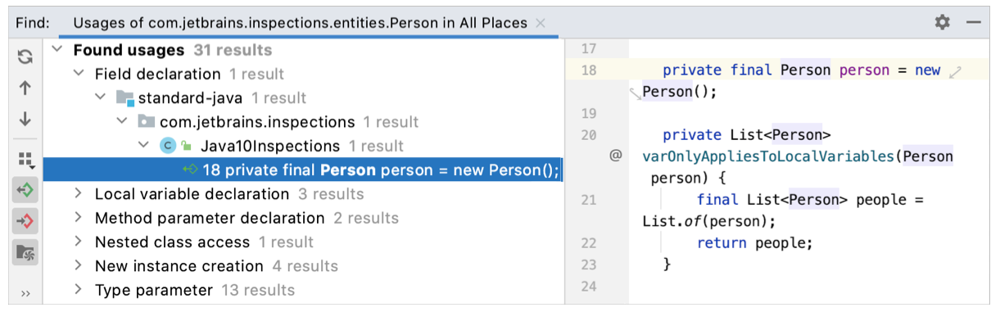 Find: Usages of com.jetbrains.inspections.entities.Person in All Places
Found usages 31 results
Field declaration 1 result
standard-java 1 result
com.jetbrains.inspections 1 result
C Java10Inspections 1 result
18 private final Person person = new Person();
Local variable declaration 3 results
Method parameter declaration 2 results
Nested class access 1 result
New instance creation 4 results
Type parameter 13 results
17
18 private final Person person = new
Person();
19
20 private List<Person>
@ varOnlyAppliesToLocalVariables(Person
person) {
21 final List<Person> people =
List.of(person);
22 return people;
23 }
24